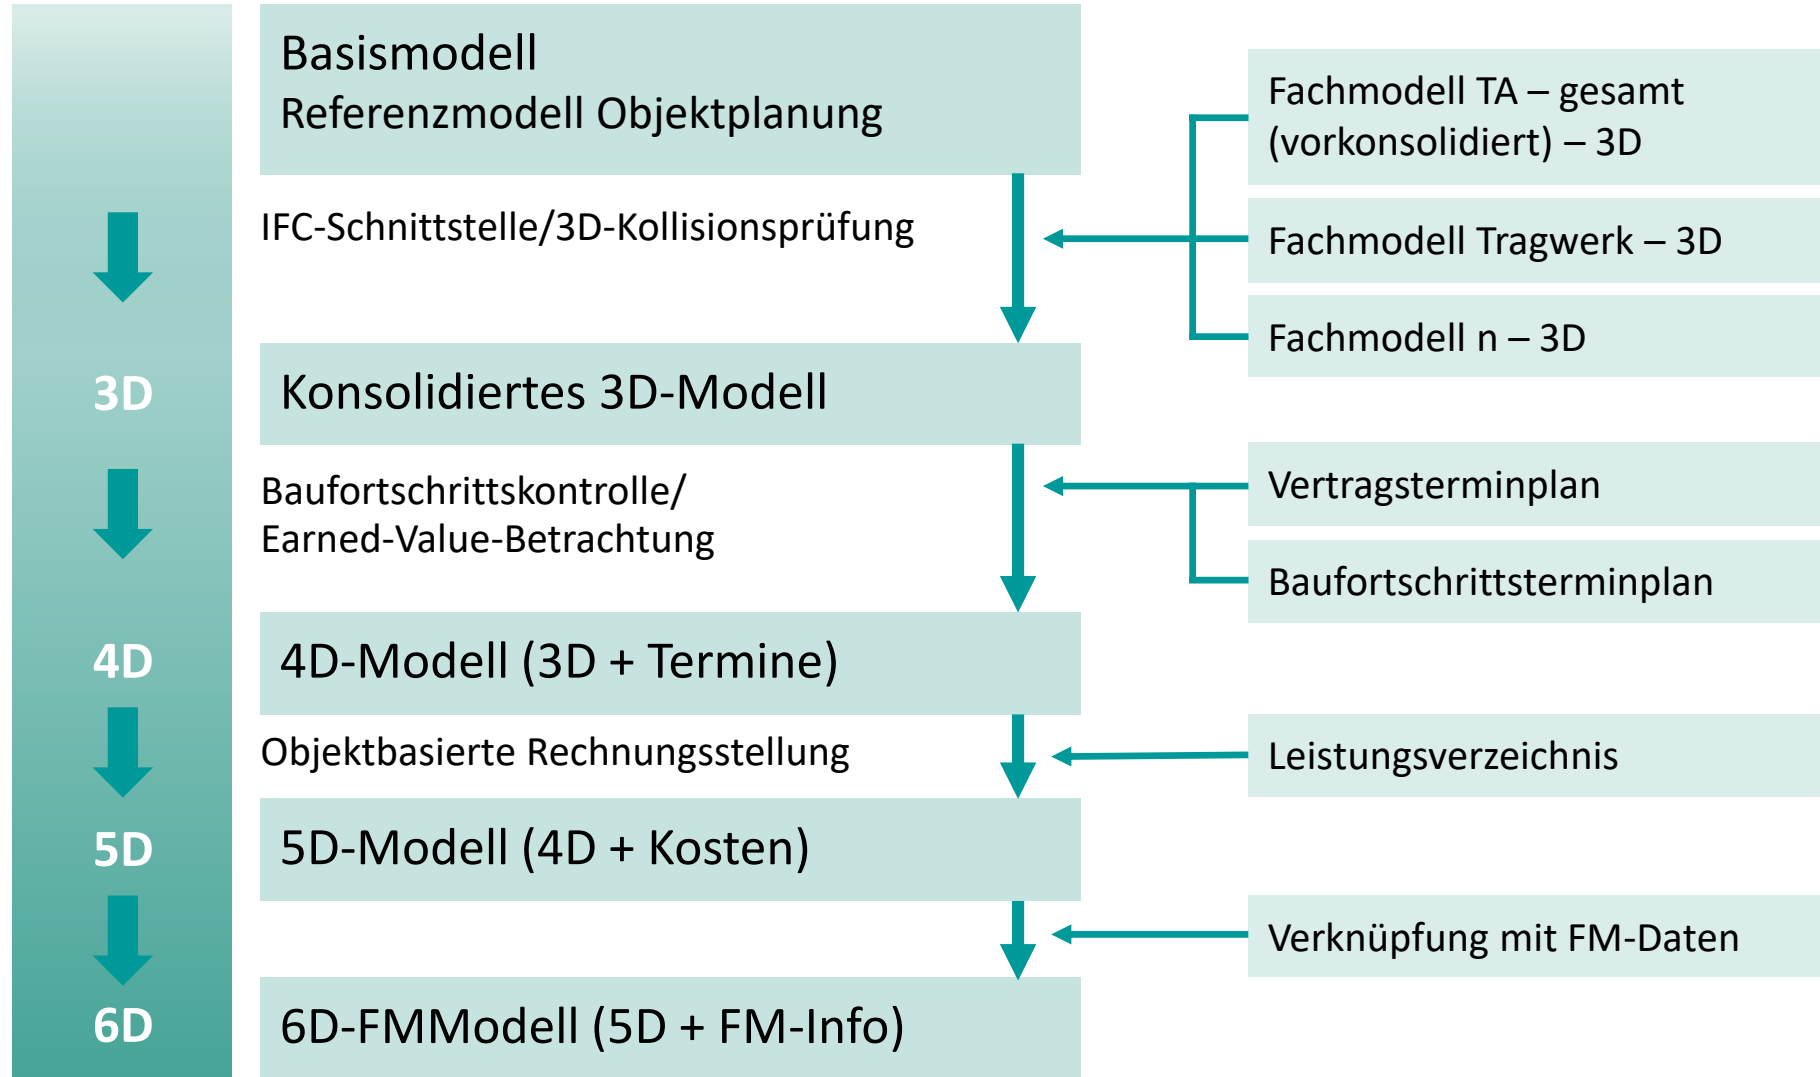 Basismodell
Referenzmodell Objektplanung
Fachmodell TA – gesamt
(vorkonsolidiert) – 3D
IFC-Schnittstelle/3D-Kollisionsprüfung
Fachmodell Tragwerk – 3D
Fachmodell n – 3D
3D
Konsolidiertes 3D-Modell
Baufortschrittskontrolle/
Earned-Value-Betrachtung
Vertragsterminplan
Baufortschrittsterminplan
4D
4D-Modell (3D + Termine)
Objektbasierte Rechnungsstellung
Leistungsverzeichnis
5D
5D-Modell (4D + Kosten)
Verknüpfung mit FM-Daten
6D
6D-FMModell (5D + FM-Info)